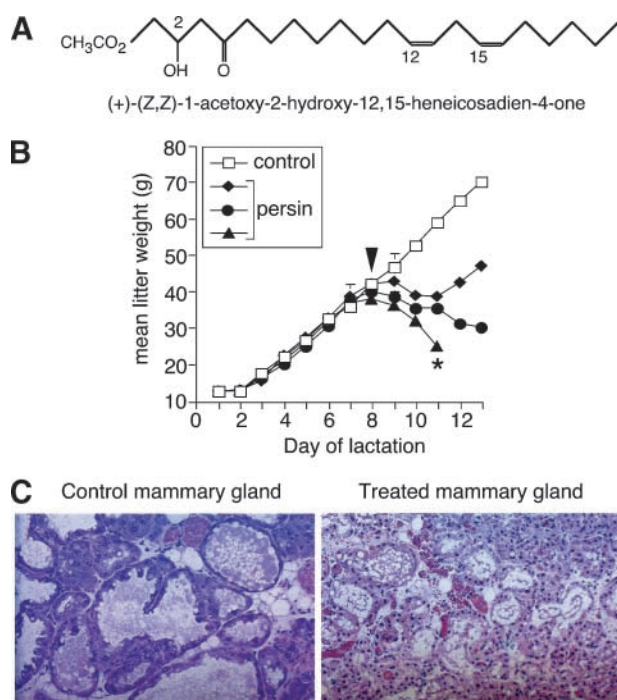 A
2
CH₃CO₂
OH
O
12
15
(+)-(Z,Z)-1-acetoxy-2-hydroxy-12,15-heneicosadien-4-one
B
control
persin
mean litter weight (g)
80
70
60
50
40
30
20
10
*
0 2 4 6 8 10 12
Day of lactation
C
Control mammary gland
Treated mammary gland